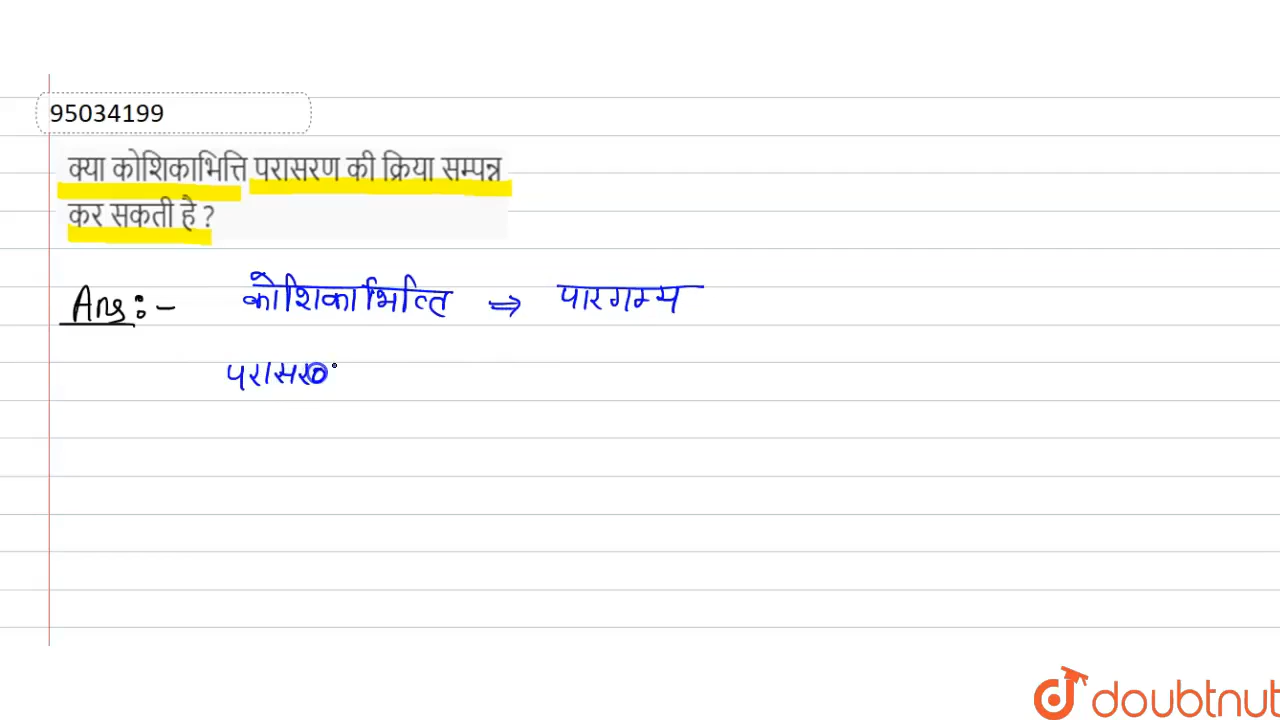 95034199
क्या कोशिकाभित्ति परासरण की क्रिया सम्पन्न
कर सकती है ?
Ans:- कोशिकाभित्ति ⇒ पारगम्य
doubtnut